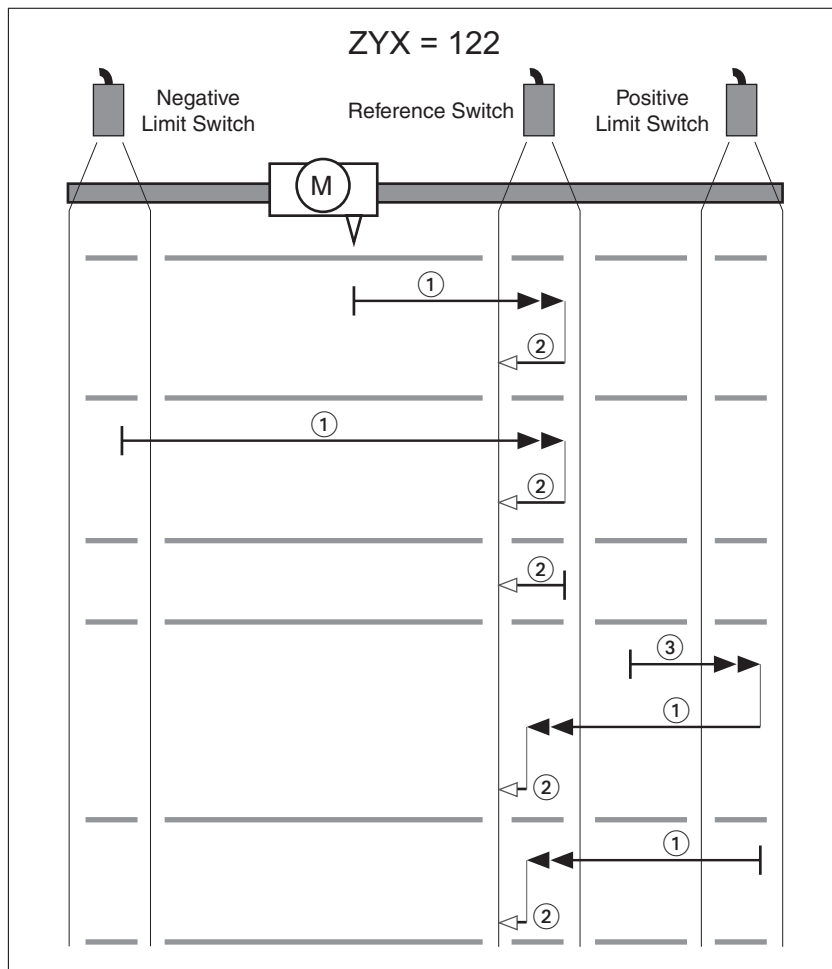 ZYX = 122
Negative
Limit Switch
Reference Switch
Positive
Limit Switch
M
1
2
1
2
2
3
1
2
1
2